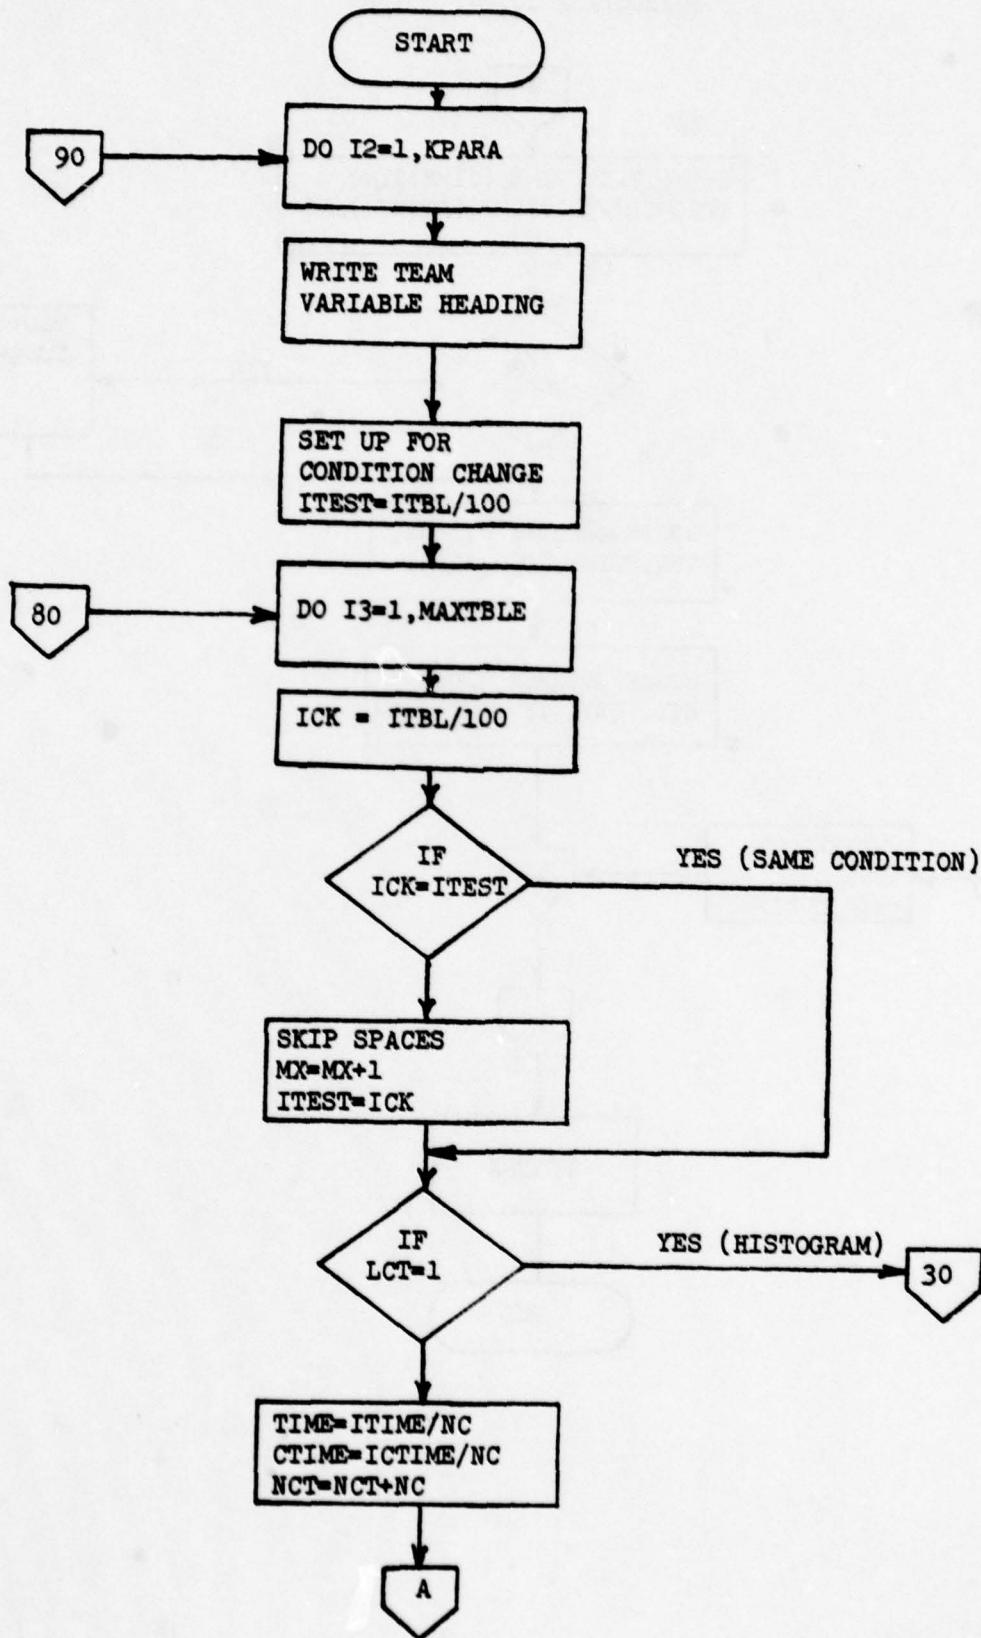 START
90
DO I2=1,KPARA
WRITE TEAM
VARIABLE HEADING
SET UP FOR
CONDITION CHANGE
ITEST=ITBL/100
80
DO I3=1,MAXTBLE
ICK = ITBL/100
IF
ICK=ITEST
YES (SAME CONDITION)
SKIP SPACES
MX=MX+1
ITEST=ICK
IF
LCT=1
YES (HISTOGRAM)
30
TIME=ITIME/NC
CTIME=ICTIME/NC
NCT=NCT+NC
A